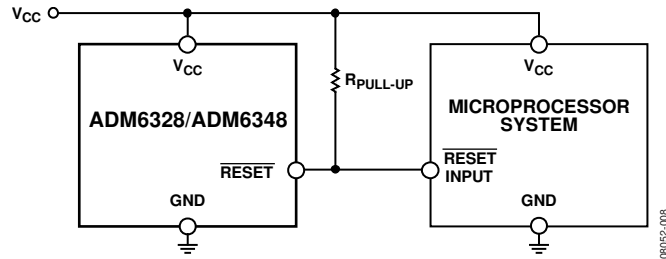 VCC
VCC
ADM6328/ADM6348
RESET
GND
RPULL-UP
VCC
MICROPROCESSOR
SYSTEM
RESET
INPUT
GND
08052-008